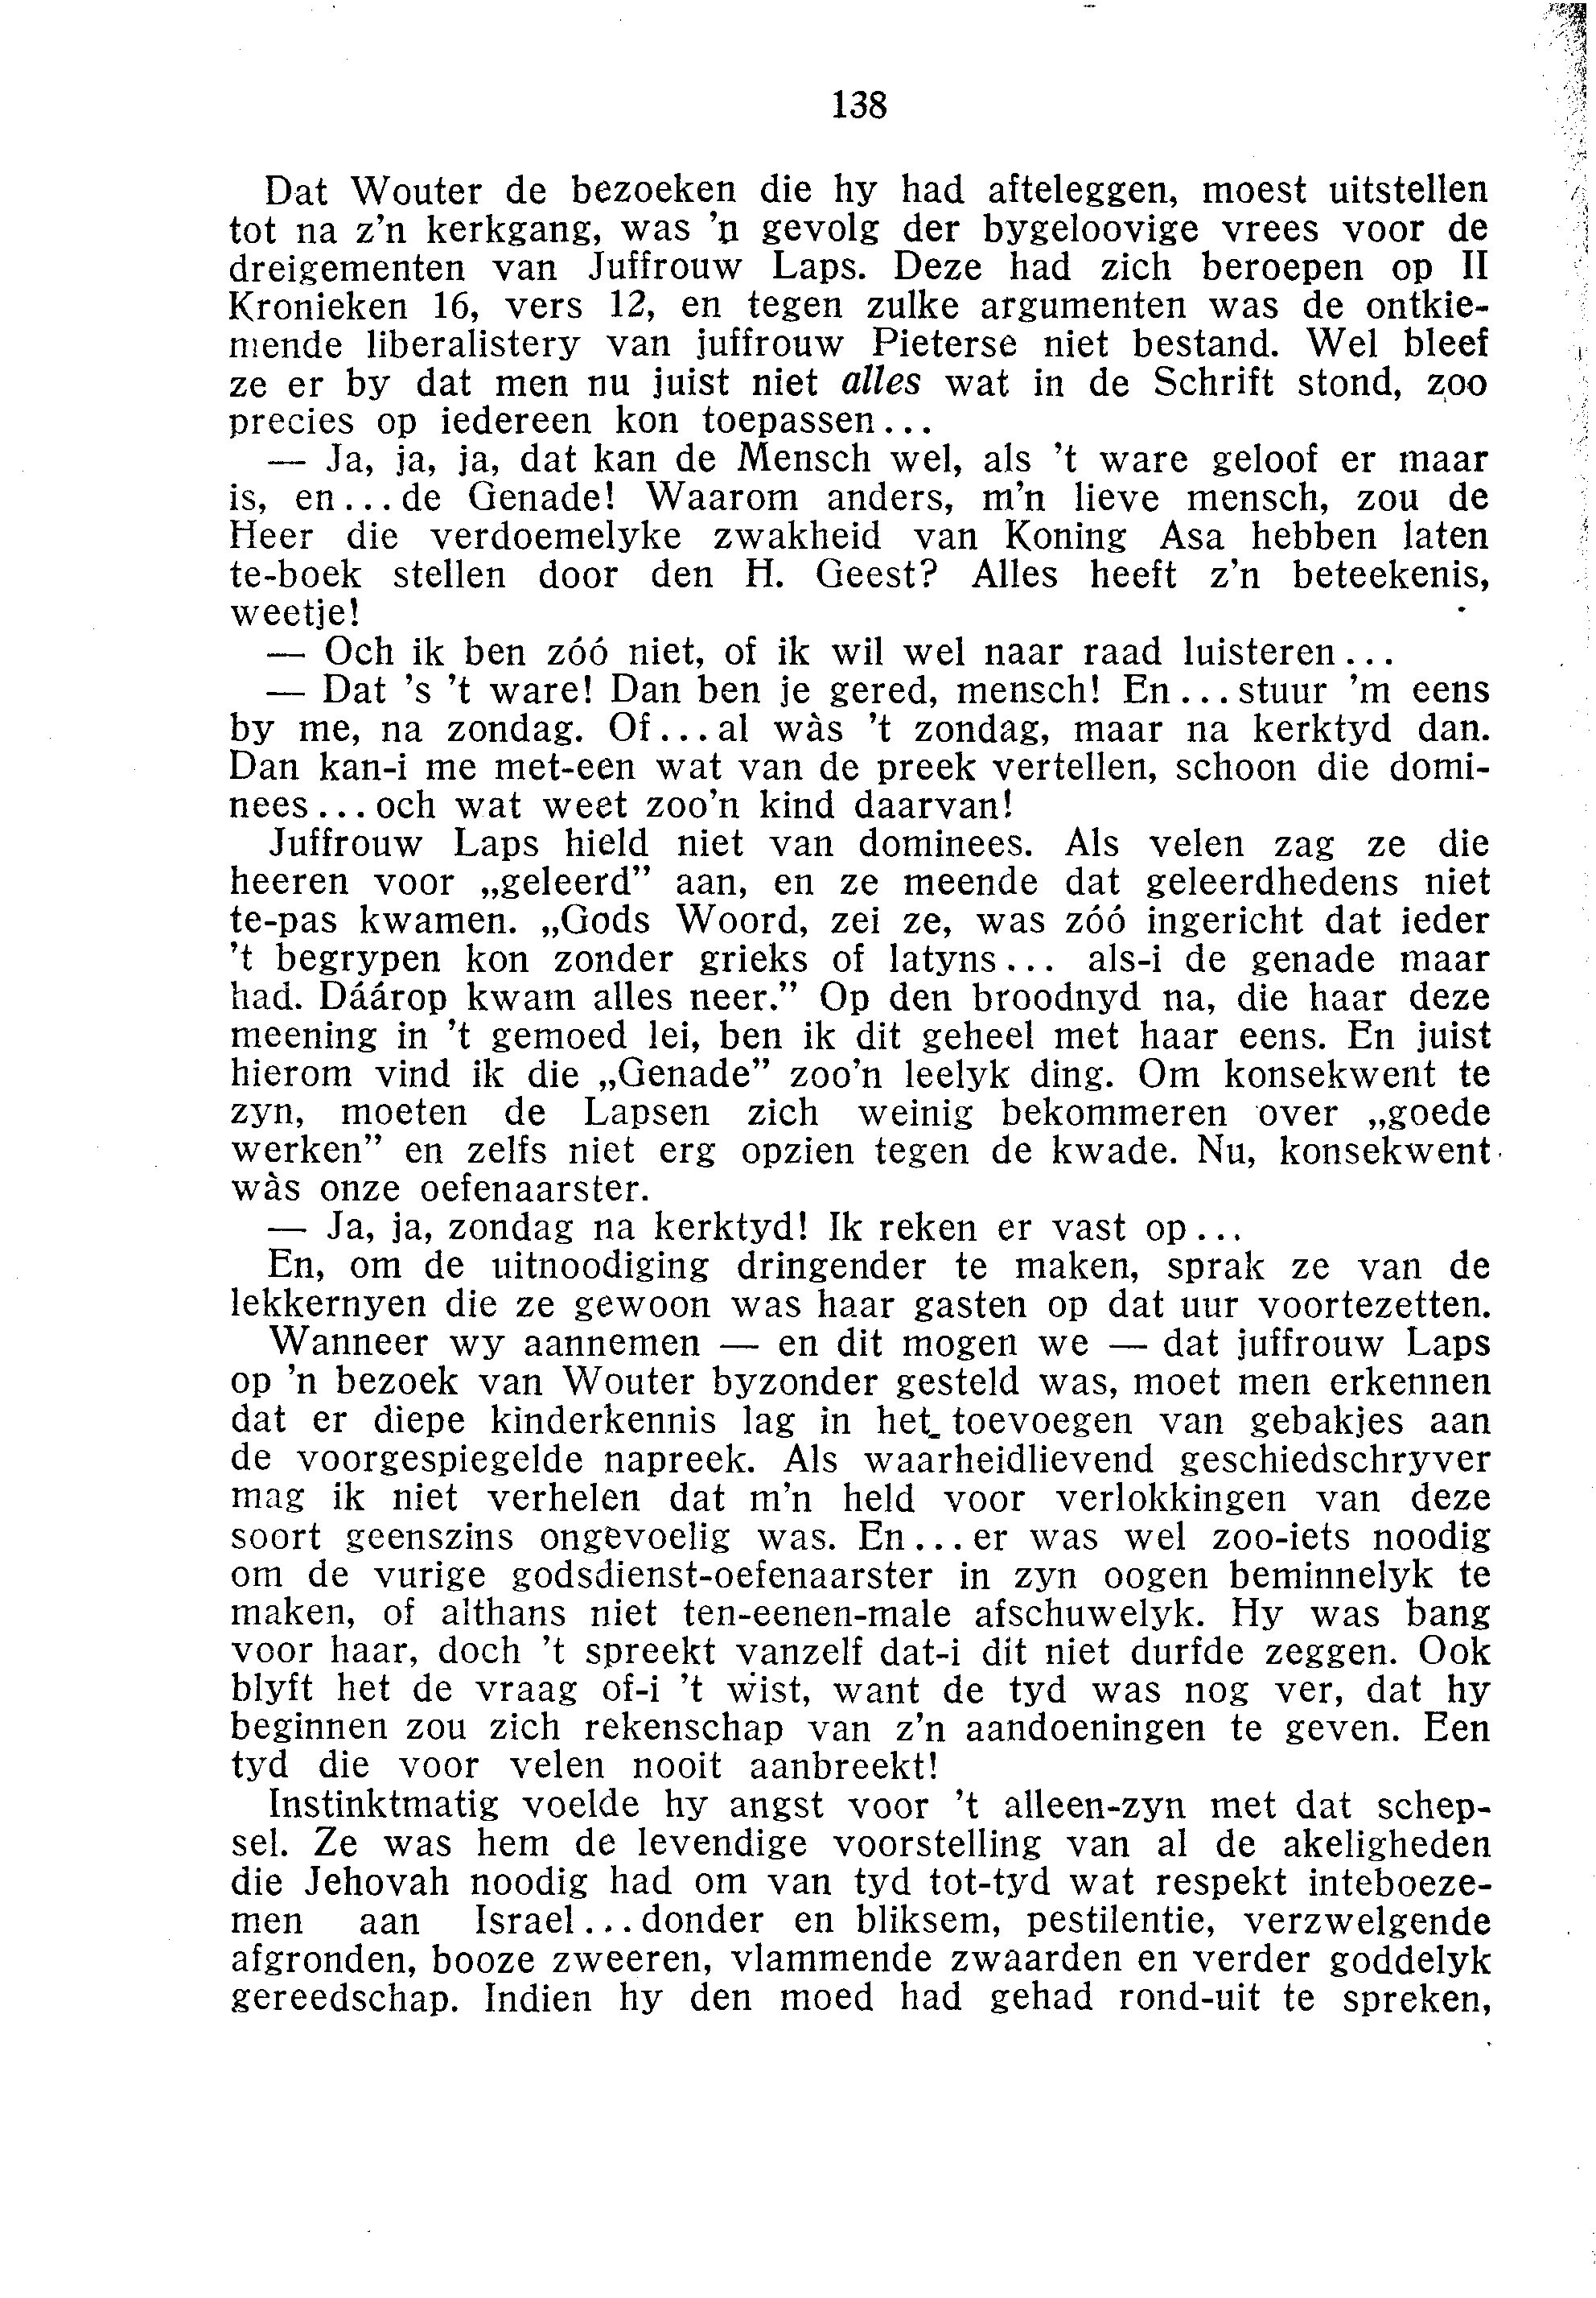 138
Dat Wouter de bezoeken die hy had afteleggen, moest uitstellen
tot na z'n kerkgang, was 'n gevolg der bygeloovige vrees voor de
dreigementen van Juffrouw Laps. Deze had zich beroepen op II
Kronieken 16, vers 12, en tegen zulke argumenten was de ontkie-
mende liberalistery van juffrouw Pieterse niet bestand. Wel bleef
ze er by dat men nu juist niet alles wat in de Schrift stond, zoo
precies op iedereen kon toepassen...
— Ja, ja, ja, dat kan de Mensch wel, als 't ware geloof er maar
is, en... de Genade! Waarom anders, m'n lieve mensch, zou de
Heer die verdoemelyke zwakheid van Koning Asa hebben laten
te-boek stellen door den H. Geest? Alles heeft z'n beteekenis,
weetje!
— Och ik ben zóó niet, of ik wil wel naar raad luisteren...
— Dat 's 't ware! Dan ben je gered, mensch! En... stuur 'm eens
by me, na zondag. Of... al wàs 't zondag, maar na kerktyd dan.
Dan kan-i me met-een wat van de preek vertellen, schoon die domi-
nees... och wat weet zoo'n kind daarvan!
Juffrouw Laps hield niet van dominees. Als velen zag ze die
heeren voor „geleerd” aan, en ze meende dat geleerdhedens niet
te-pas kwamen. „Gods Woord, zei ze, was zóó ingericht dat ieder
't begrypen kon zonder grieks of latyns... als-i de genade maar
had. Dáárop kwam alles neer.” Op den broodnyd na, die haar deze
meening in 't gemoed lei, ben ik dit geheel met haar eens. En juist
hierom vind ik die „Genade” zoo'n leelyk ding. Om konsekwent te
zyn, moeten de Lapsen zich weinig bekommeren over „goede
werken” en zelfs niet erg opzien tegen de kwade. Nu, konsekwent
wàs onze oefenaarster.
— Ja, ja, zondag na kerktyd! Ik reken er vast op...
En, om de uitnoodiging dringender te maken, sprak ze van de
lekkernyen die ze gewoon was haar gasten op dat uur voortezetten.
Wanneer wy aannemen — en dit mogen we — dat juffrouw Laps
op 'n bezoek van Wouter byzonder gesteld was, moet men erkennen
dat er diepe kinderkennis lag in het toevoegen van gebakjes aan
de voorgespiegelde napreek. Als waarheidlievend geschiedschryver
mag ik niet verhelen dat m'n held voor verlokkingen van deze
soort geenszins ongevoelig was. En... er was wel zoo-iets noodig
om de vurige godsdienst-oefenaarster in zyn oogen beminnelyk te
maken, of althans niet ten-eenen-male afschuwelyk. Hy was bang
voor haar, doch 't spreekt vanzelf dat-i dit niet durfde zeggen. Ook
blyft het de vraag of-i 't wist, want de tyd was nog ver, dat hy
beginnen zou zich rekenschap van z'n aandoeningen te geven. Een
tyd die voor velen nooit aanbreekt!
Instinktmatig voelde hy angst voor 't alleen-zyn met dat schep-
sel. Ze was hem de levendige voorstelling van al de akeligheden
die Jehovah noodig had om van tyd tot-tyd wat respekt inteboeze-
men aan Israel... donder en bliksem, pestilentie, verzwelgende
afgronden, booze zweeren, vlammende zwaarden en verder goddelyk
gereedschap. Indien hy den moed had gehad rond-uit te spreken,